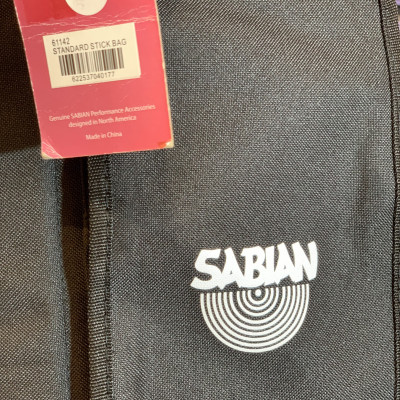 61142
STANDARD STICK BAG
622537040177
Genuine SABIAN Performance Accessories
designed in North America
Made in China
SABIAN